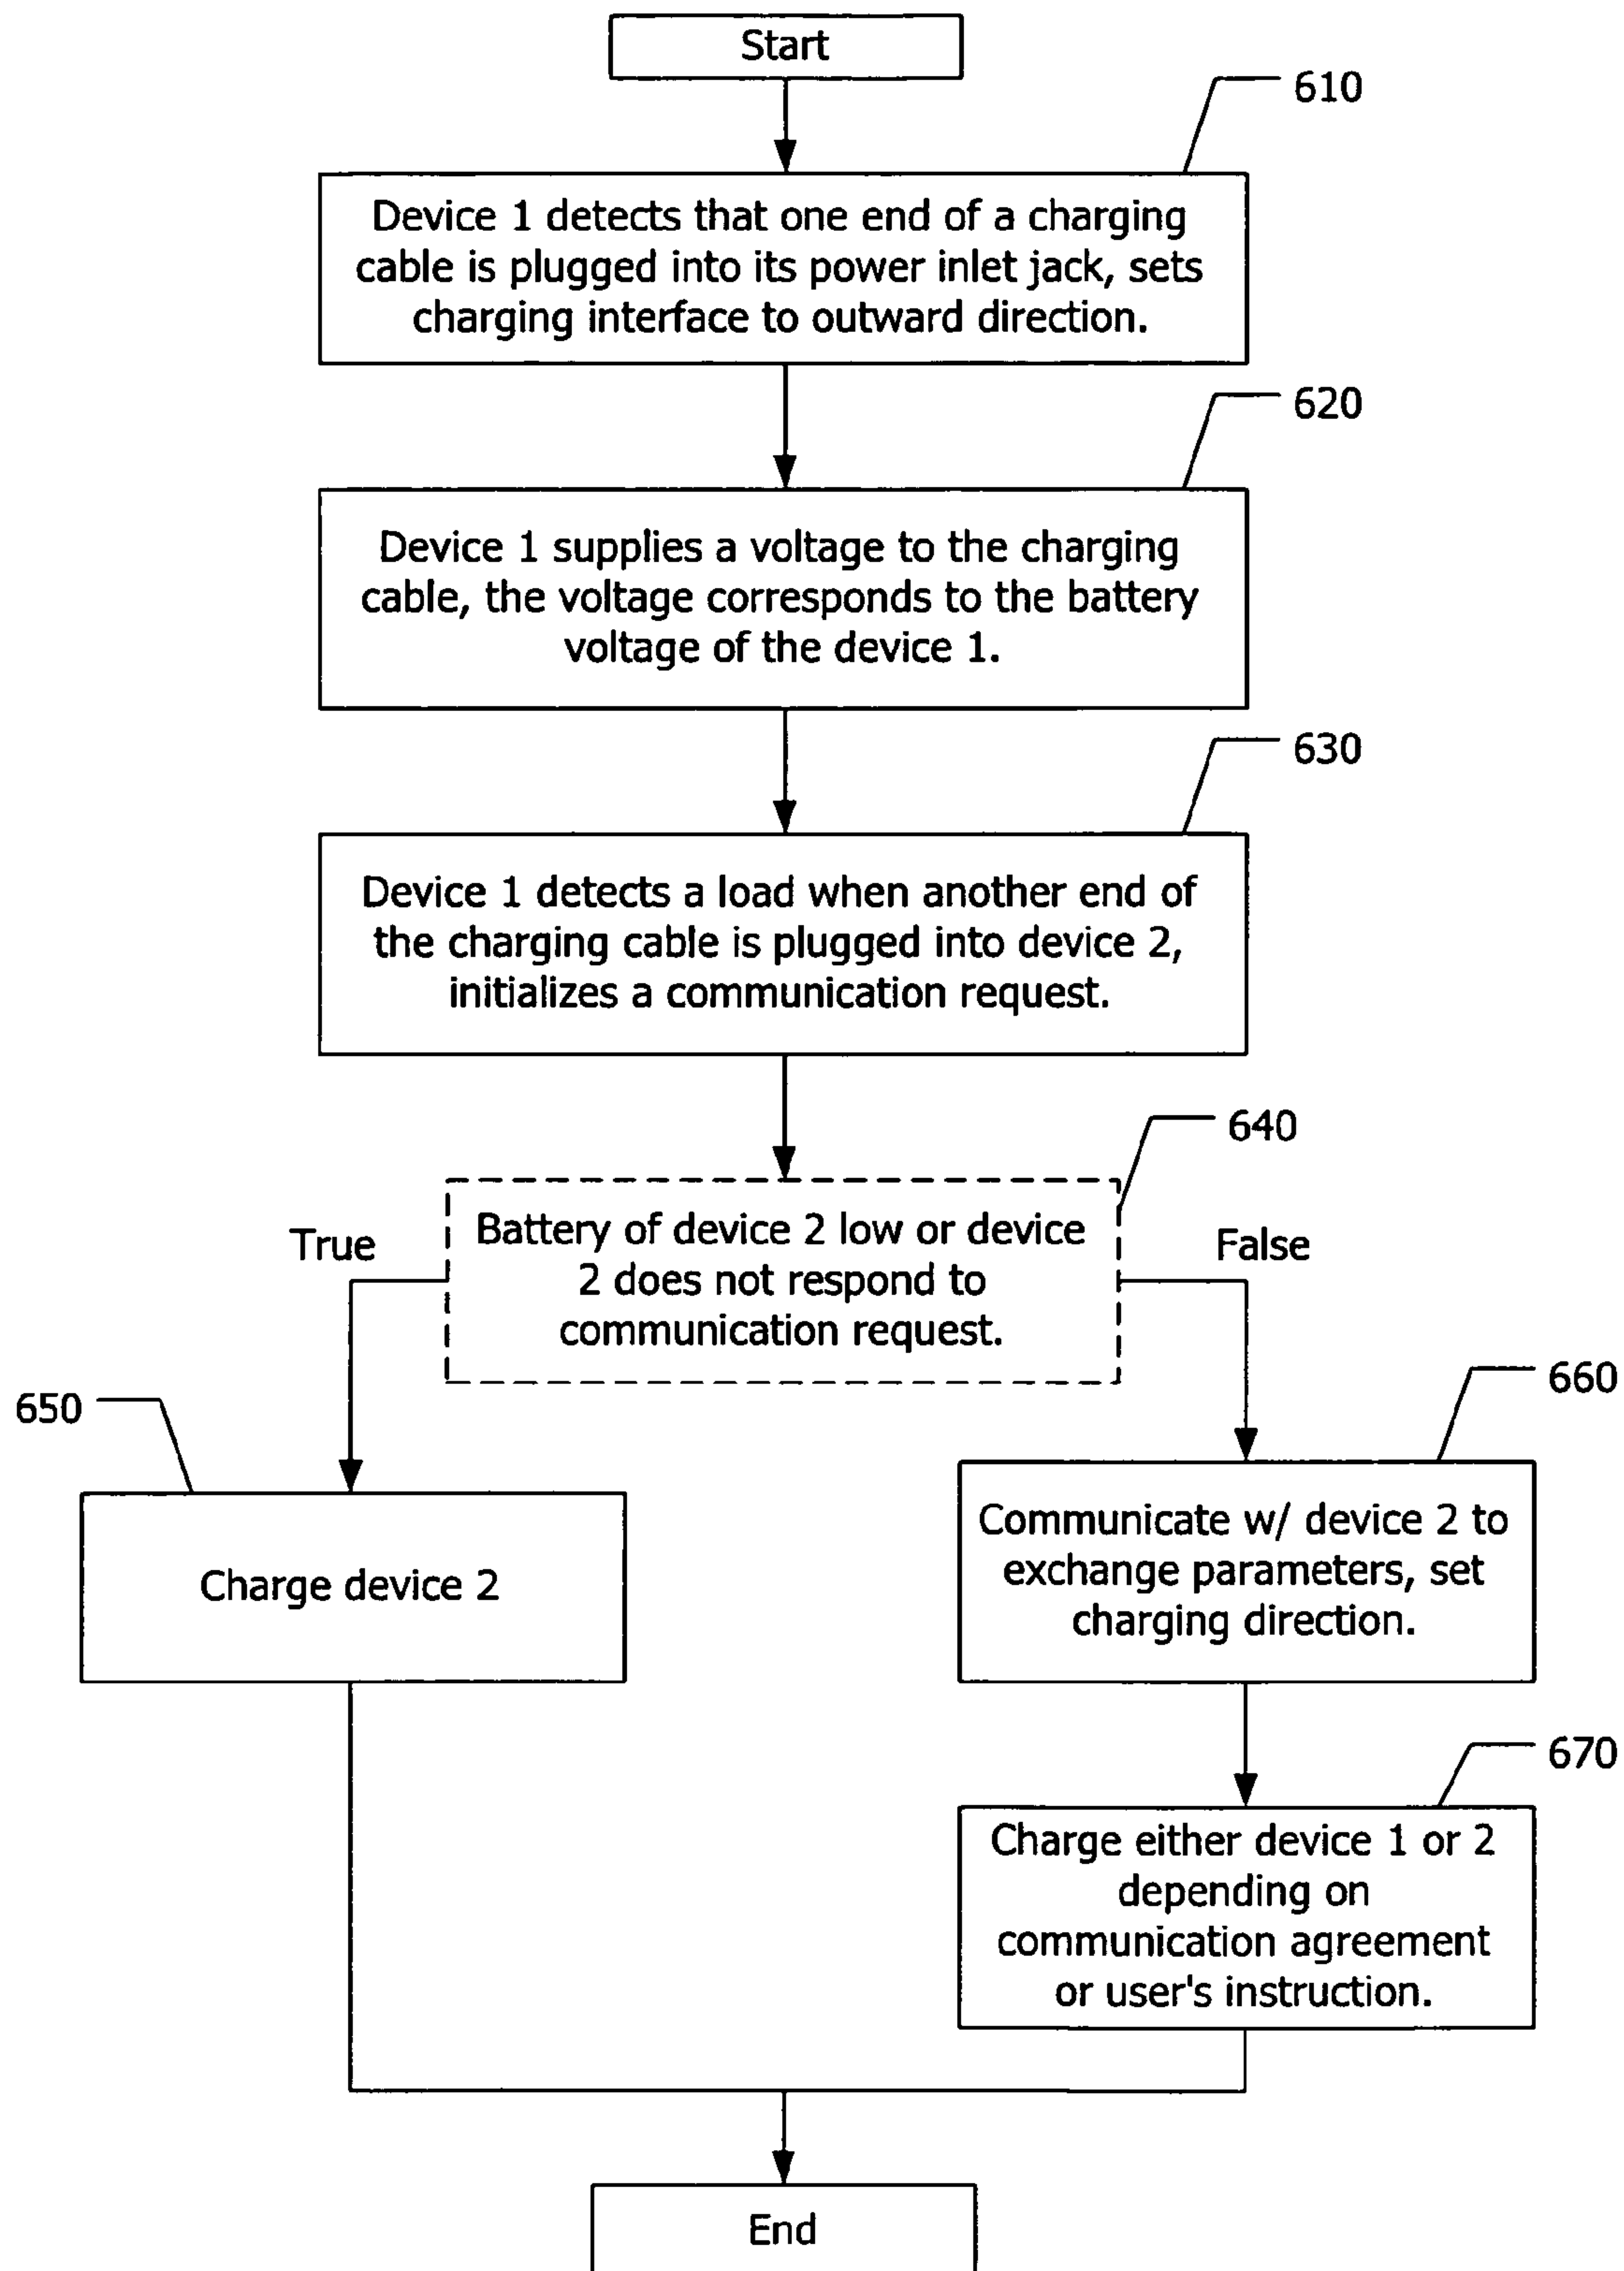 Start
610
Device 1 detects that one end of a charging
cable is plugged into its power inlet jack, sets
charging interface to outward direction.
620
Device 1 supplies a voltage to the charging
cable, the voltage corresponds to the battery
voltage of the device 1.
630
Device 1 detects a load when another end of
the charging cable is plugged into device 2,
initializes a communication request.
640
True
Battery of device 2 low or device
2 does not respond to
communication request.
False
650
Charge device 2
660
Communicate w/ device 2 to
exchange parameters, set
charging direction.
670
Charge either device 1 or 2
depending on
communication agreement
or user's instruction.
End